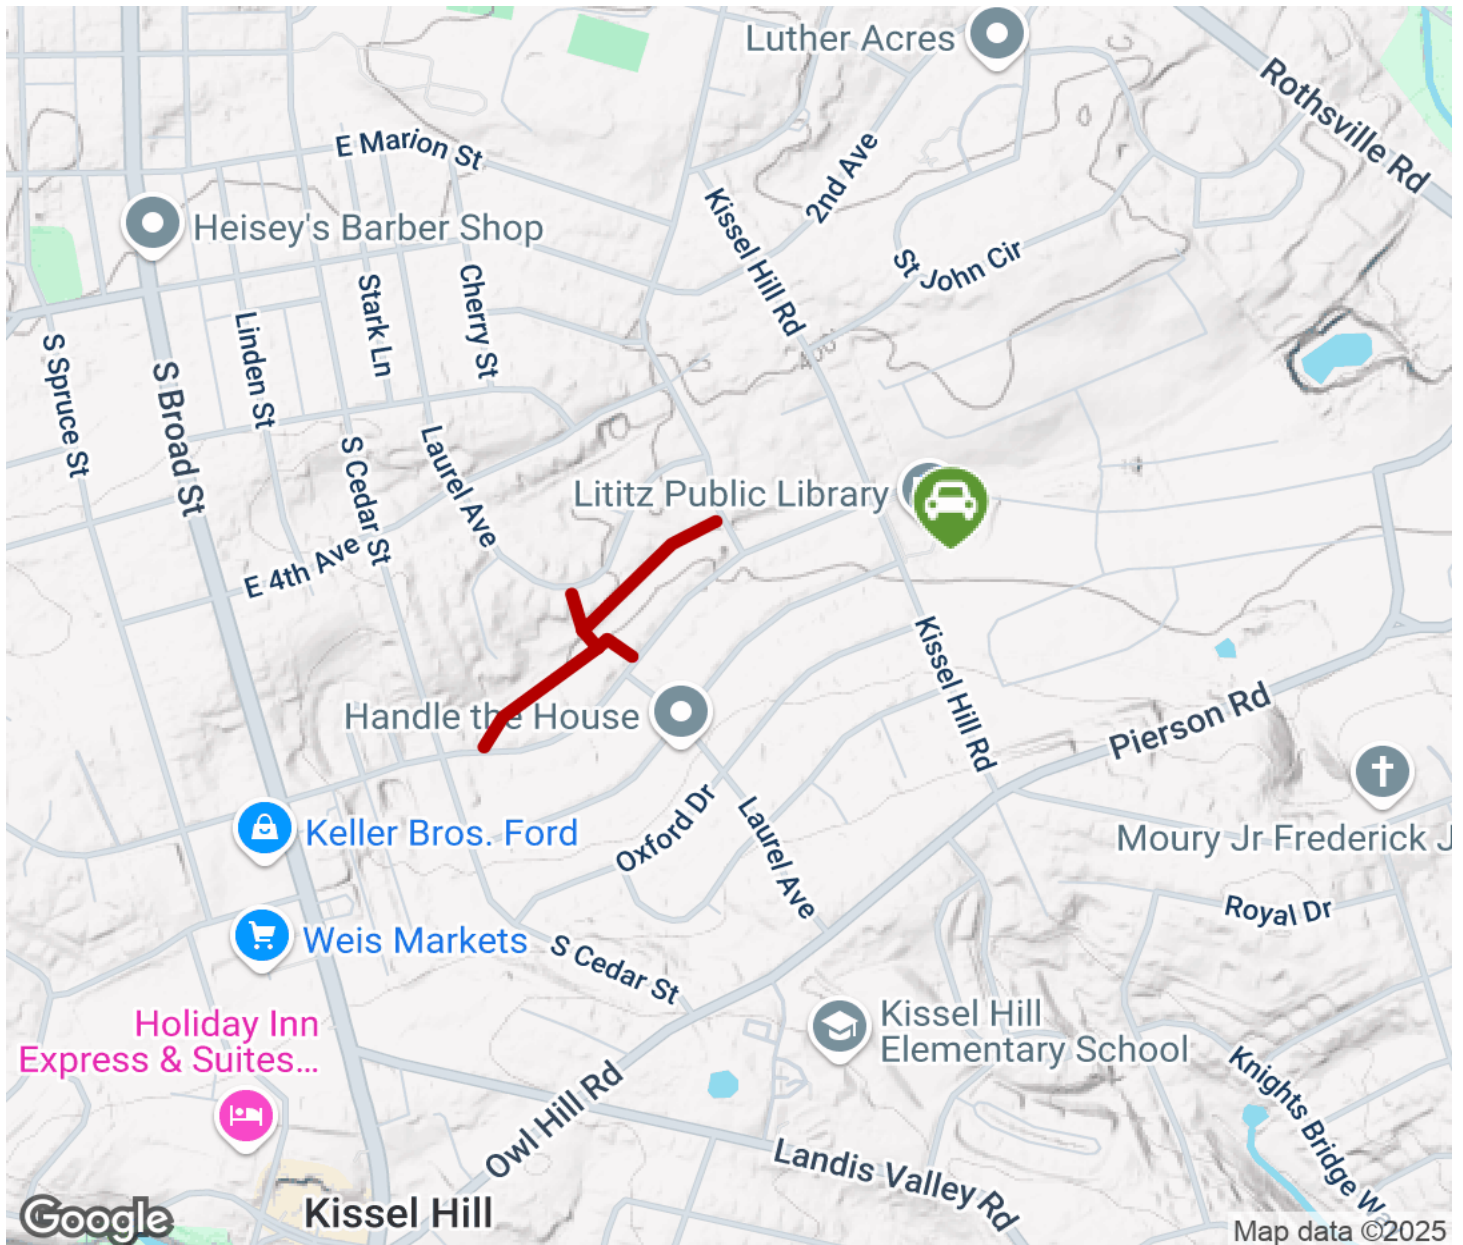 Luther Acres
Rothsville Rd
E Marion St
2nd Ave
Kissel Hill Rd
Heisey's Barber Shop
St John Cir
Cherry St
Stark Ln
Linden St
S Spruce St
S Broad St
Laurel Ave
S Cedar St
Lititz Public Library
E 4th Ave
Kissel Hill Rd
Handle the House
Pierson Rd
Oxford Dr
Laurel Ave
Keller Bros. Ford
Moury Jr Frederick J
Royal Dr
Weis Markets
S Cedar St
Holiday Inn
Express & Suites...
Kissel Hill
Elementary School
Knights Bridge Wa
Owl Hill Rd
Landis Valley Rd
Kissel Hill
Google
Map data ©2025